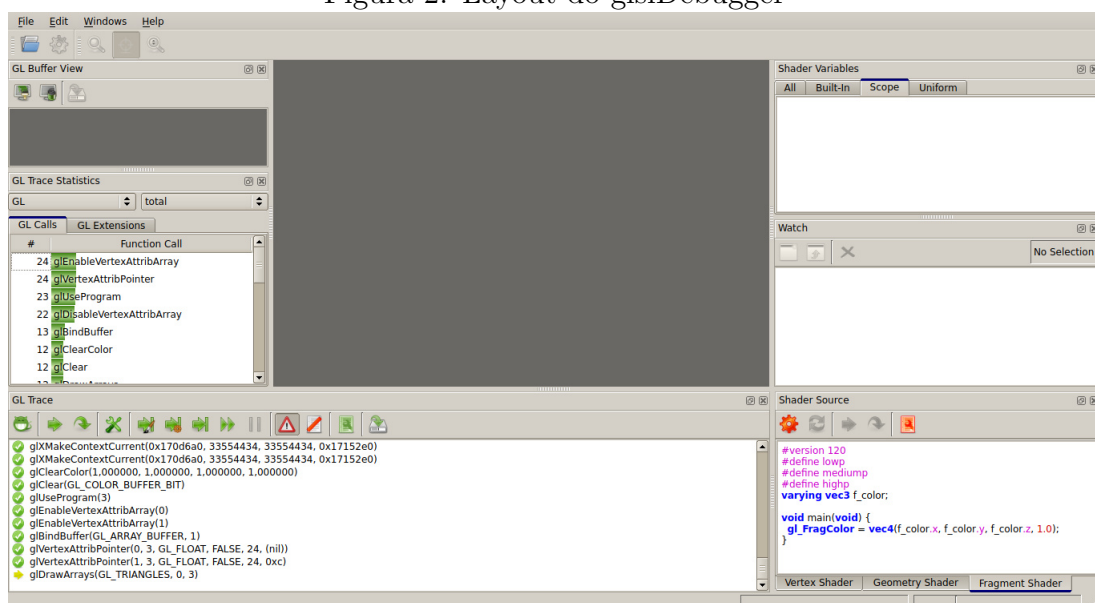 Figura 2: Layout do glslDebugger
File Edit Windows Help
GL Buffer View
GL Trace Statistics
GL total
GL Calls GL Extensions
# Function Call
24 glEnableVertexAttribArray
24 glVertexAttribPointer
23 glUseProgram
22 glDisableVertexAttribArray
13 glBindBuffer
12 glClearColor
12 glClear
12 glDrawArrays
Shader Variables
All Built-In Scope Uniform
Watch
No Selection
GL Trace
glXMakeContextCurrent(0x170d6a0, 33554434, 33554434, 0x17152e0)
glXMakeContextCurrent(0x170d6a0, 33554434, 33554434, 0x17152e0)
glClearColor(1,000000, 1,000000, 1,000000, 1,000000)
glClear(GL_COLOR_BUFFER_BIT)
glUseProgram(3)
glEnableVertexAttribArray(0)
glEnableVertexAttribArray(1)
glBindBuffer(GL_ARRAY_BUFFER, 1)
glVertexAttribPointer(0, 3, GL_FLOAT, FALSE, 24, (nil))
glVertexAttribPointer(1, 3, GL_FLOAT, FALSE, 24, 0xc)
glDrawArrays(GL_TRIANGLES, 0, 3)
Shader Source
#version 120
#define lowp
#define mediump
#define highp
varying vec3 f_color;
void main(void) {
gl_FragColor = vec4(f_color.x, f_color.y, f_color.z, 1.0);
}
Vertex Shader Geometry Shader Fragment Shader